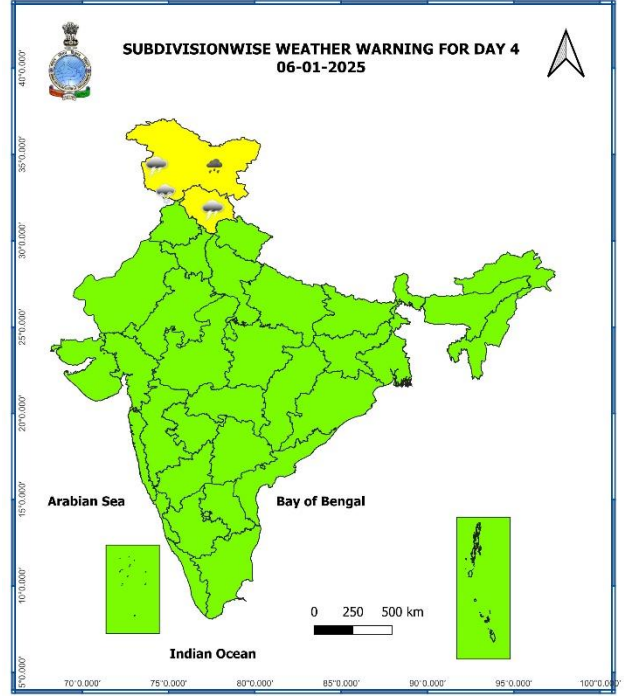 SUBDIVISIONWISE WEATHER WARNING FOR DAY 4
06-01-2025
40°0.000'
35°0.000'
30°0.000'
25°0.000'
20°0.000'
15°0.000'
10°0.000'
5°0.000'
Arabian Sea
Bay of Bengal
0 250 500 km
Indian Ocean
70°0.000' 75°0.000' 80°0.000' 85°0.000' 90°0.000' 95°0.000' 100°0.000'